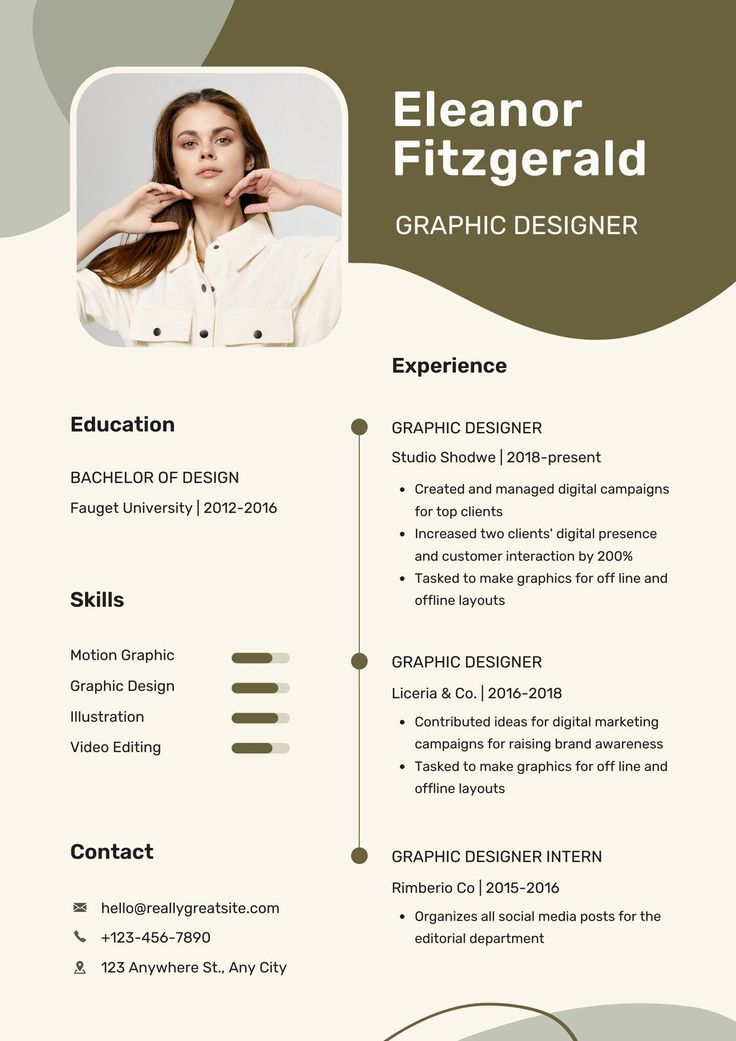 Eleanor
Fitzgerald
GRAPHIC DESIGNER
Education
BACHELOR OF DESIGN
Fauget University | 2012-2016
Skills
Motion Graphic
Graphic Design
Illustration
Video Editing
Contact
hello@reallygreatsite.com
+123-456-7890
123 Anywhere St., Any City
Experience
GRAPHIC DESIGNER
Studio Shodwe | 2018-present
• Created and managed digital campaigns
for top clients
• Increased two clients' digital presence
and customer interaction by 200%
• Tasked to make graphics for off line and
offline layouts
GRAPHIC DESIGNER
Liceria & Co. | 2016-2018
• Contributed ideas for digital marketing
campaigns for raising brand awareness
• Tasked to make graphics for off line and
offline layouts
GRAPHIC DESIGNER INTERN
Rimberio Co | 2015-2016
• Organizes all social media posts for the
editorial department